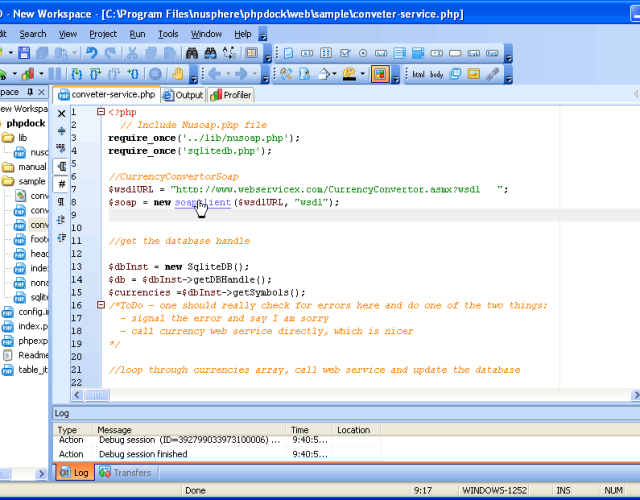 D - New Workspace - [C:\Program Files\nusphere\phpdock\web\sample\conveter-service.php]
Edit Search Debug Project Run Tools Window Help
html body
space
conveter-service.php Output Profiler
New Workspace
phpdock
lib
nuso
manual
sample
conv
conv
conv
foot
head
inde
nona
sqlit
config.in
index.p
phpexp
Readme
table_it
1 <?php
2 // Include Nusoap.php file
3 require_once('../lib/nusoap.php');
4 require_once('sqlitedb.php');
5
6 //CurrencyConvertorSoap
7 $wsdlURL = "http://www.webservicex.com/CurrencyConvertor.asmx?wsdl ";
8 $soap = new soapclient($wsdlURL, "wsdl");
9
10
11 //get the database handle
12
13 $dbInst = new SqliteDB();
14 $db = $dbInst->getDBHandle();
15 $currencies =$dbInst->getSymbols();
16 /*ToDo - one should really check for errors here and do one of the two things:
17 - signal the error and say I am sorry
18 - call currency web service directly, which is nicer
19 */
20
21 //loop through currencies array, call web service and update the database
22
Log
Type Message Time Location
Action Debug session (ID=392799033973100006) ... 9:40:5...
Action Debug session finished 9:40:5...
Log Transfers
Done 9:17 WINDOWS-1252 INS NUM